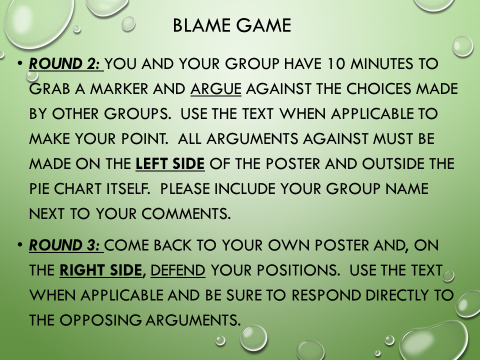 BLAME GAME
• ROUND 2: YOU AND YOUR GROUP HAVE 10 MINUTES TO
GRAB A MARKER AND ARGUE AGAINST THE CHOICES MADE
BY OTHER GROUPS.  USE THE TEXT WHEN APPLICABLE TO
MAKE YOUR POINT.  ALL ARGUMENTS AGAINST MUST BE
MADE ON THE LEFT SIDE OF THE POSTER AND OUTSIDE THE
PIE CHART ITSELF.  PLEASE INCLUDE YOUR GROUP NAME
NEXT TO YOUR COMMENTS.
• ROUND 3: COME BACK TO YOUR OWN POSTER AND, ON
THE RIGHT SIDE, DEFEND YOUR POSITIONS.  USE THE TEXT
WHEN APPLICABLE AND BE SURE TO RESPOND DIRECTLY TO
THE OPPOSING ARGUMENTS.